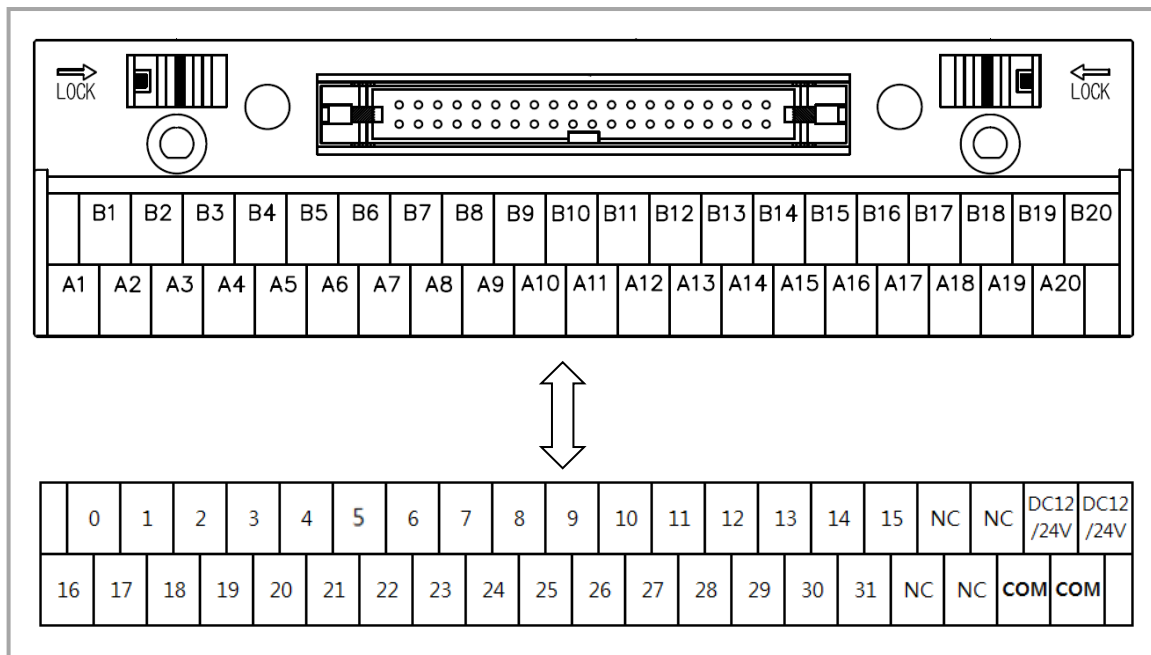 LOCK LOCK
B1 B2 B3 B4 B5 B6 B7 B8 B9 B10 B11 B12 B13 B14 B15 B16 B17 B18 B19 B20
A1 A2 A3 A4 A5 A6 A7 A8 A9 A10 A11 A12 A13 A14 A15 A16 A17 A18 A19 A20
0 1 2 3 4 5 6 7 8 9 10 11 12 13 14 15 NC NC DC12 /24V DC12 /24V
16 17 18 19 20 21 22 23 24 25 26 27 28 29 30 31 NC NC COM COM